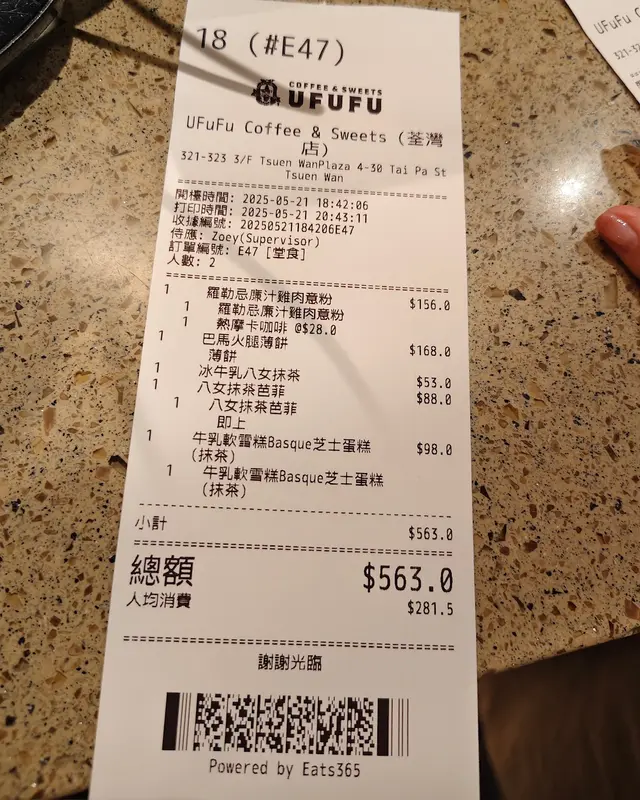 18 (#E47)
COFFEE & SWEETS
UFUFU
UFuFu Coffee & Sweets (荃灣
店)
321-323 3/F Tsuen WanPlaza 4-30 Tai Pa St
Tsuen Wan
開檯時間: 2025-05-21 18:42:06
打印時間: 2025-05-21 20:43:11
收據編號: 20250521184206E47
侍應: Zoey(Supervisor)
訂單編號: E47 [堂食]
人數: 2
1 羅勒忌廉汁雞肉意粉 $156.0
1 羅勒忌廉汁雞肉意粉
1 熱摩卡咖啡 @$28.0
1 巴馬火腿薄餅 $168.0
薄餅
1 冰牛乳八女抹茶 $53.0
1 八女抹茶芭菲 $88.0
1 八女抹茶芭菲
即上
1 牛乳軟雪糕Basque芝士蛋糕 $98.0
(抹茶)
1 牛乳軟雪糕Basque芝士蛋糕
(抹茶)
小計 $563.0
總額 $563.0
人均消費 $281.5
謝謝光臨
Powered by Eats365
UFuFu